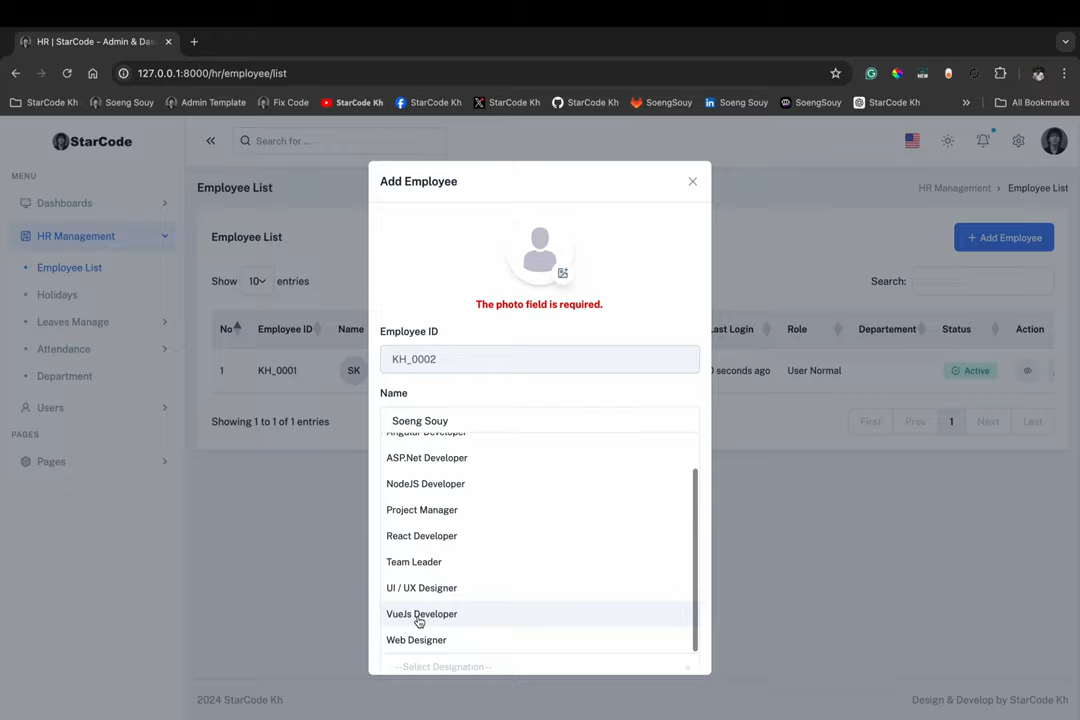 HR | StarCode - Admin & Das
127.0.0.1:8000/hr/employee/list
StarCode Kh
Soeng Souy
Admin Template
Fix Code
StarCode Kh
StarCode Kh
StarCode Kh
StarCode Kh
SoengSouy
Soeng Souy
SoengSouy
StarCode Kh
All Bookmarks
NEW
StarCode
Search for ...
MENU
Dashboards
HR Management
Employee List
Holidays
Leaves Manage
Attendance
Department
Users
PAGES
Pages
Employee List
HR Management
Employee List
Employee List
+ Add Employee
Show 10 entries
Search:
No
Employee ID
Name
Last Login
Role
Departement
Status
Action
1
KH_0001
SK
0 seconds ago
User Normal
Active
Showing 1 to 1 of 1 entries
First
Prev
1
Next
Last
Add Employee
The photo field is required.
Employee ID
KH_0002
Name
Soeng Souy
Angular Developer
ASP.Net Developer
NodeJS Developer
Project Manager
React Developer
Team Leader
UI / UX Designer
VueJs Developer
Web Designer
--Select Designation--
2024 StarCode Kh
Design & Develop by StarCode Kh